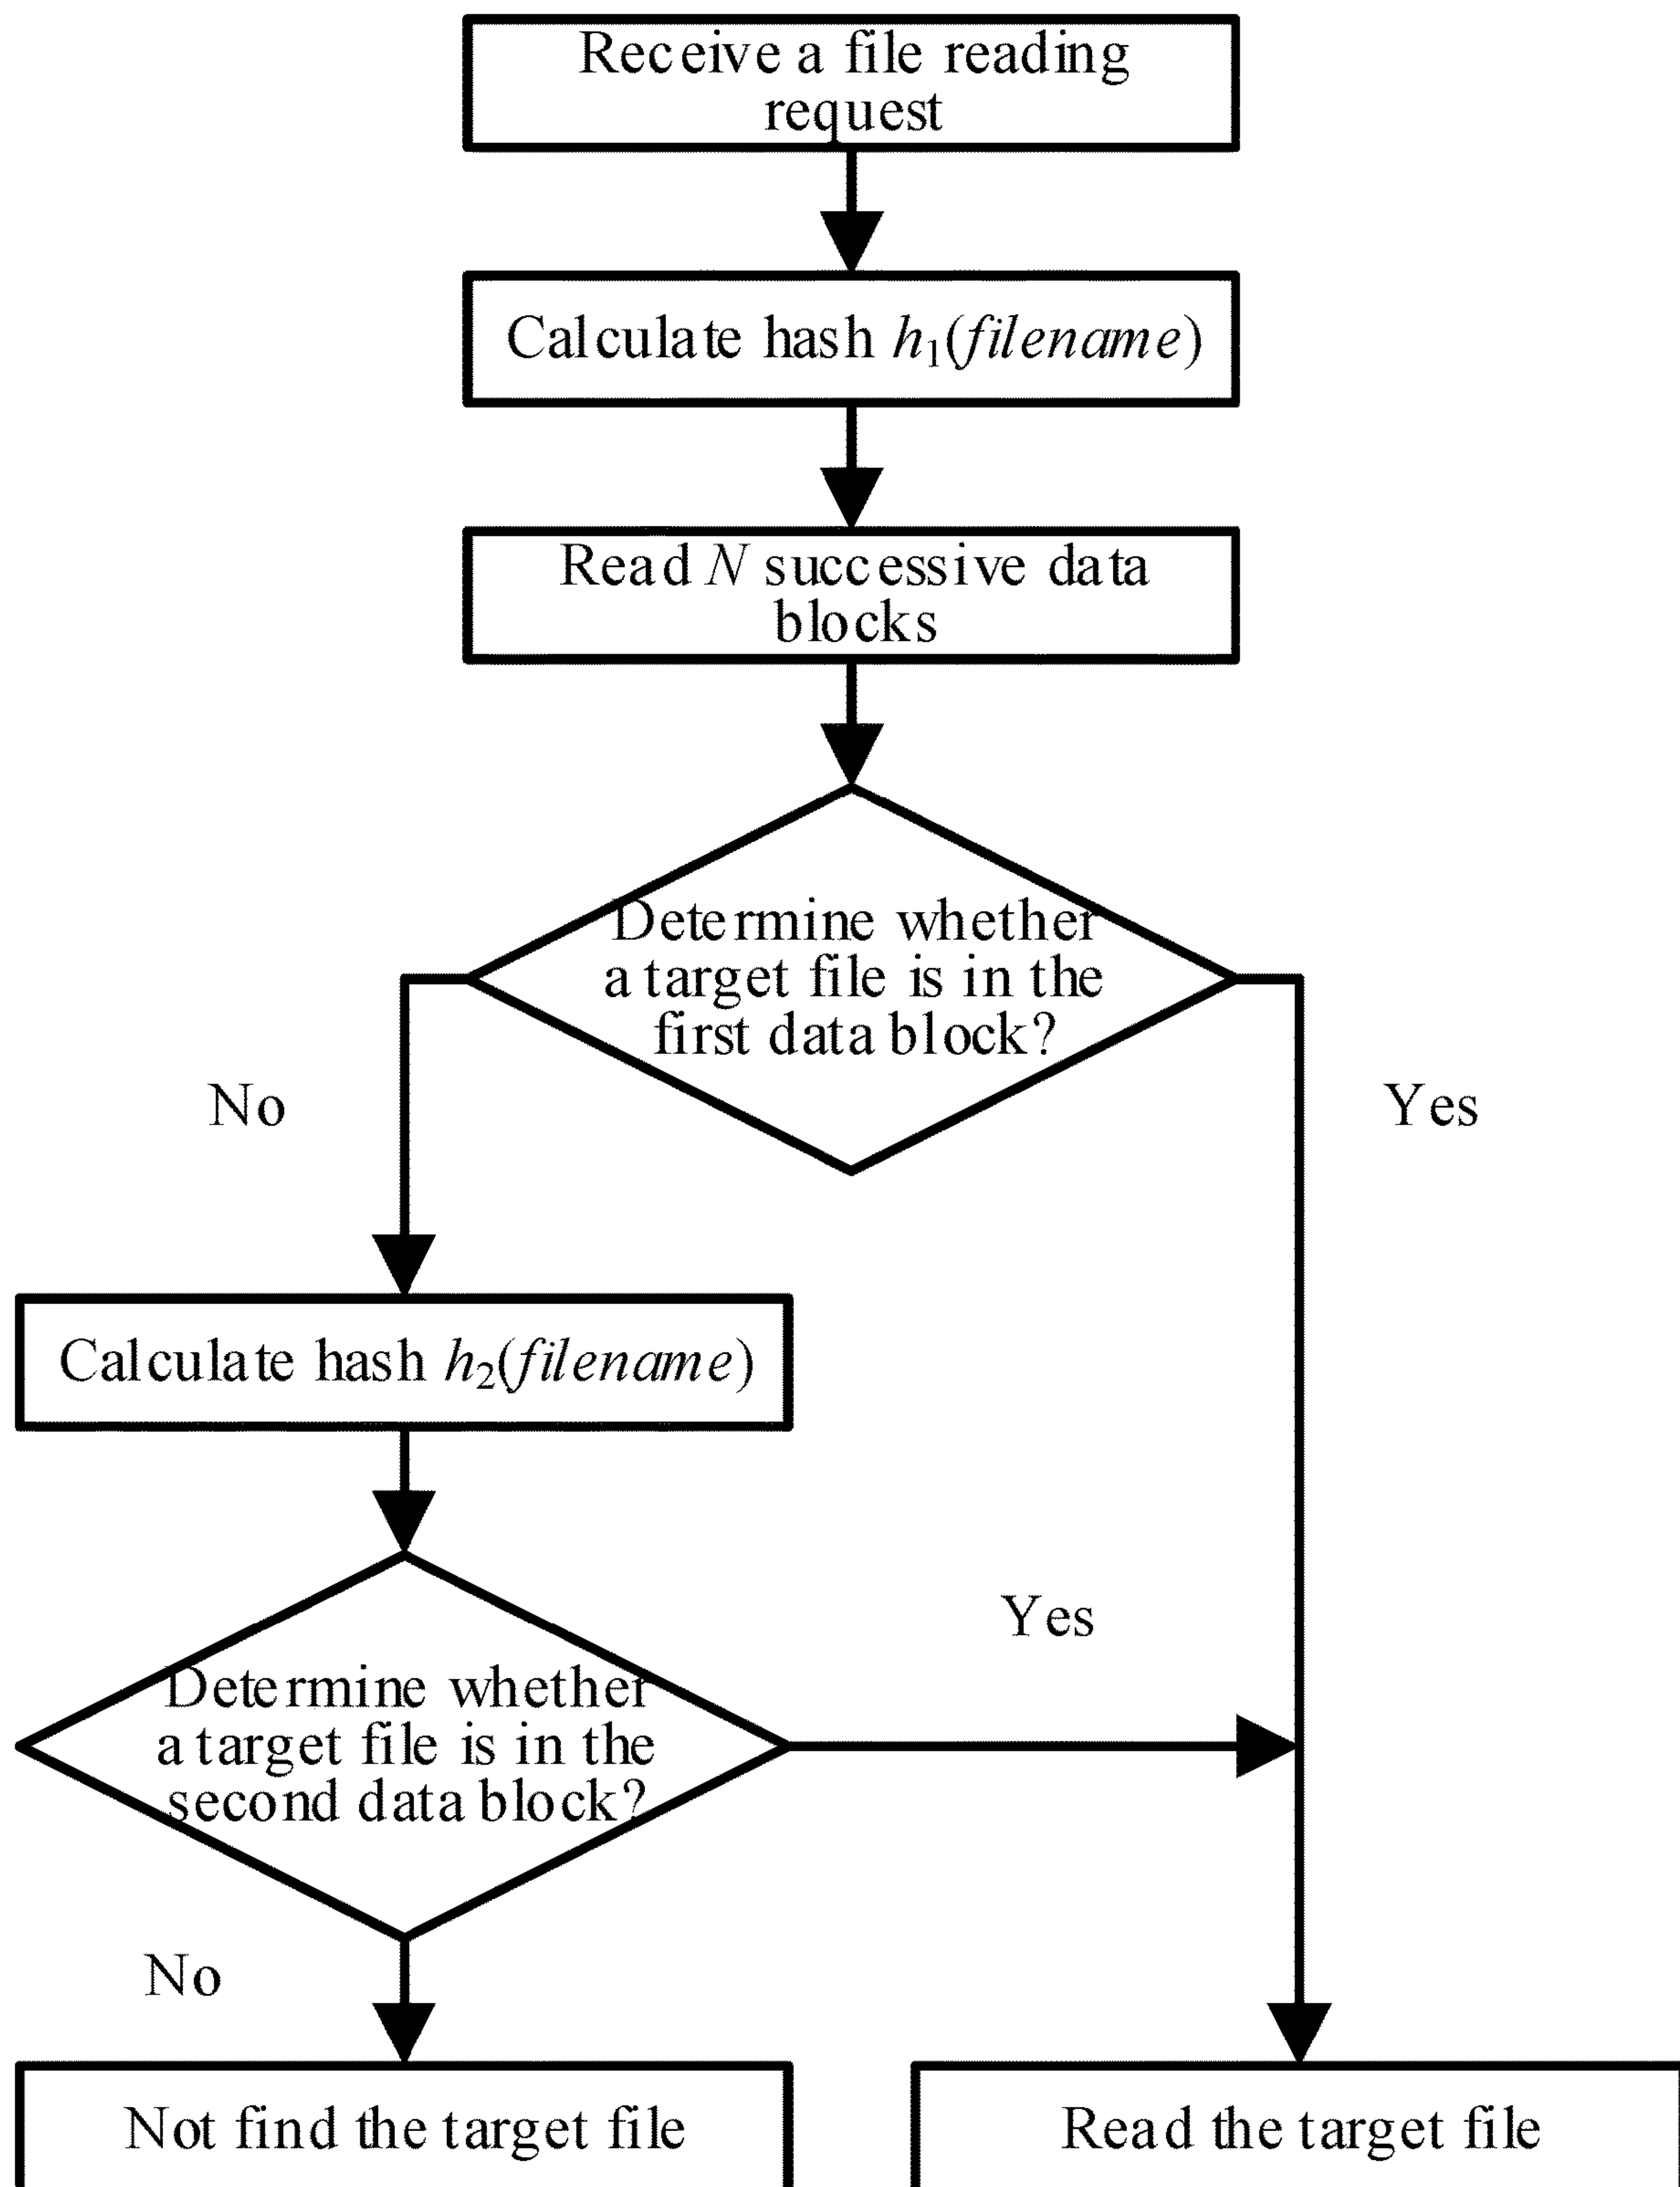 Receive a file reading
request
Calculate hash h₁(filename)
Read N successive data
blocks
Determine whether
a target file is in the
first data block?
No
Yes
Calculate hash h₂(filename)
Yes
Determine whether
a target file is in the
second data block?
No
Not find the target file
Read the target file